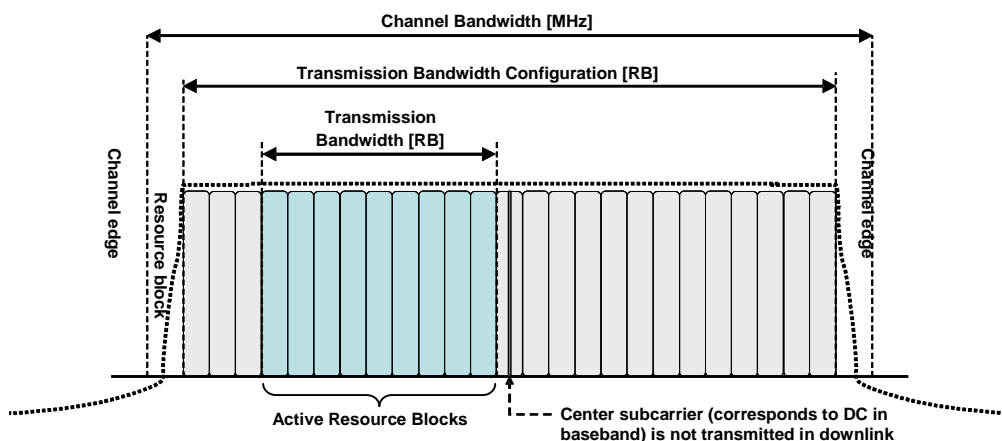 Channel Bandwidth [MHz]
Transmission Bandwidth Configuration [RB]
Transmission
Bandwidth [RB]
Channel edge
Resource block
Channel edge
Active Resource Blocks
Center subcarrier (corresponds to DC in
baseband) is not transmitted in downlink